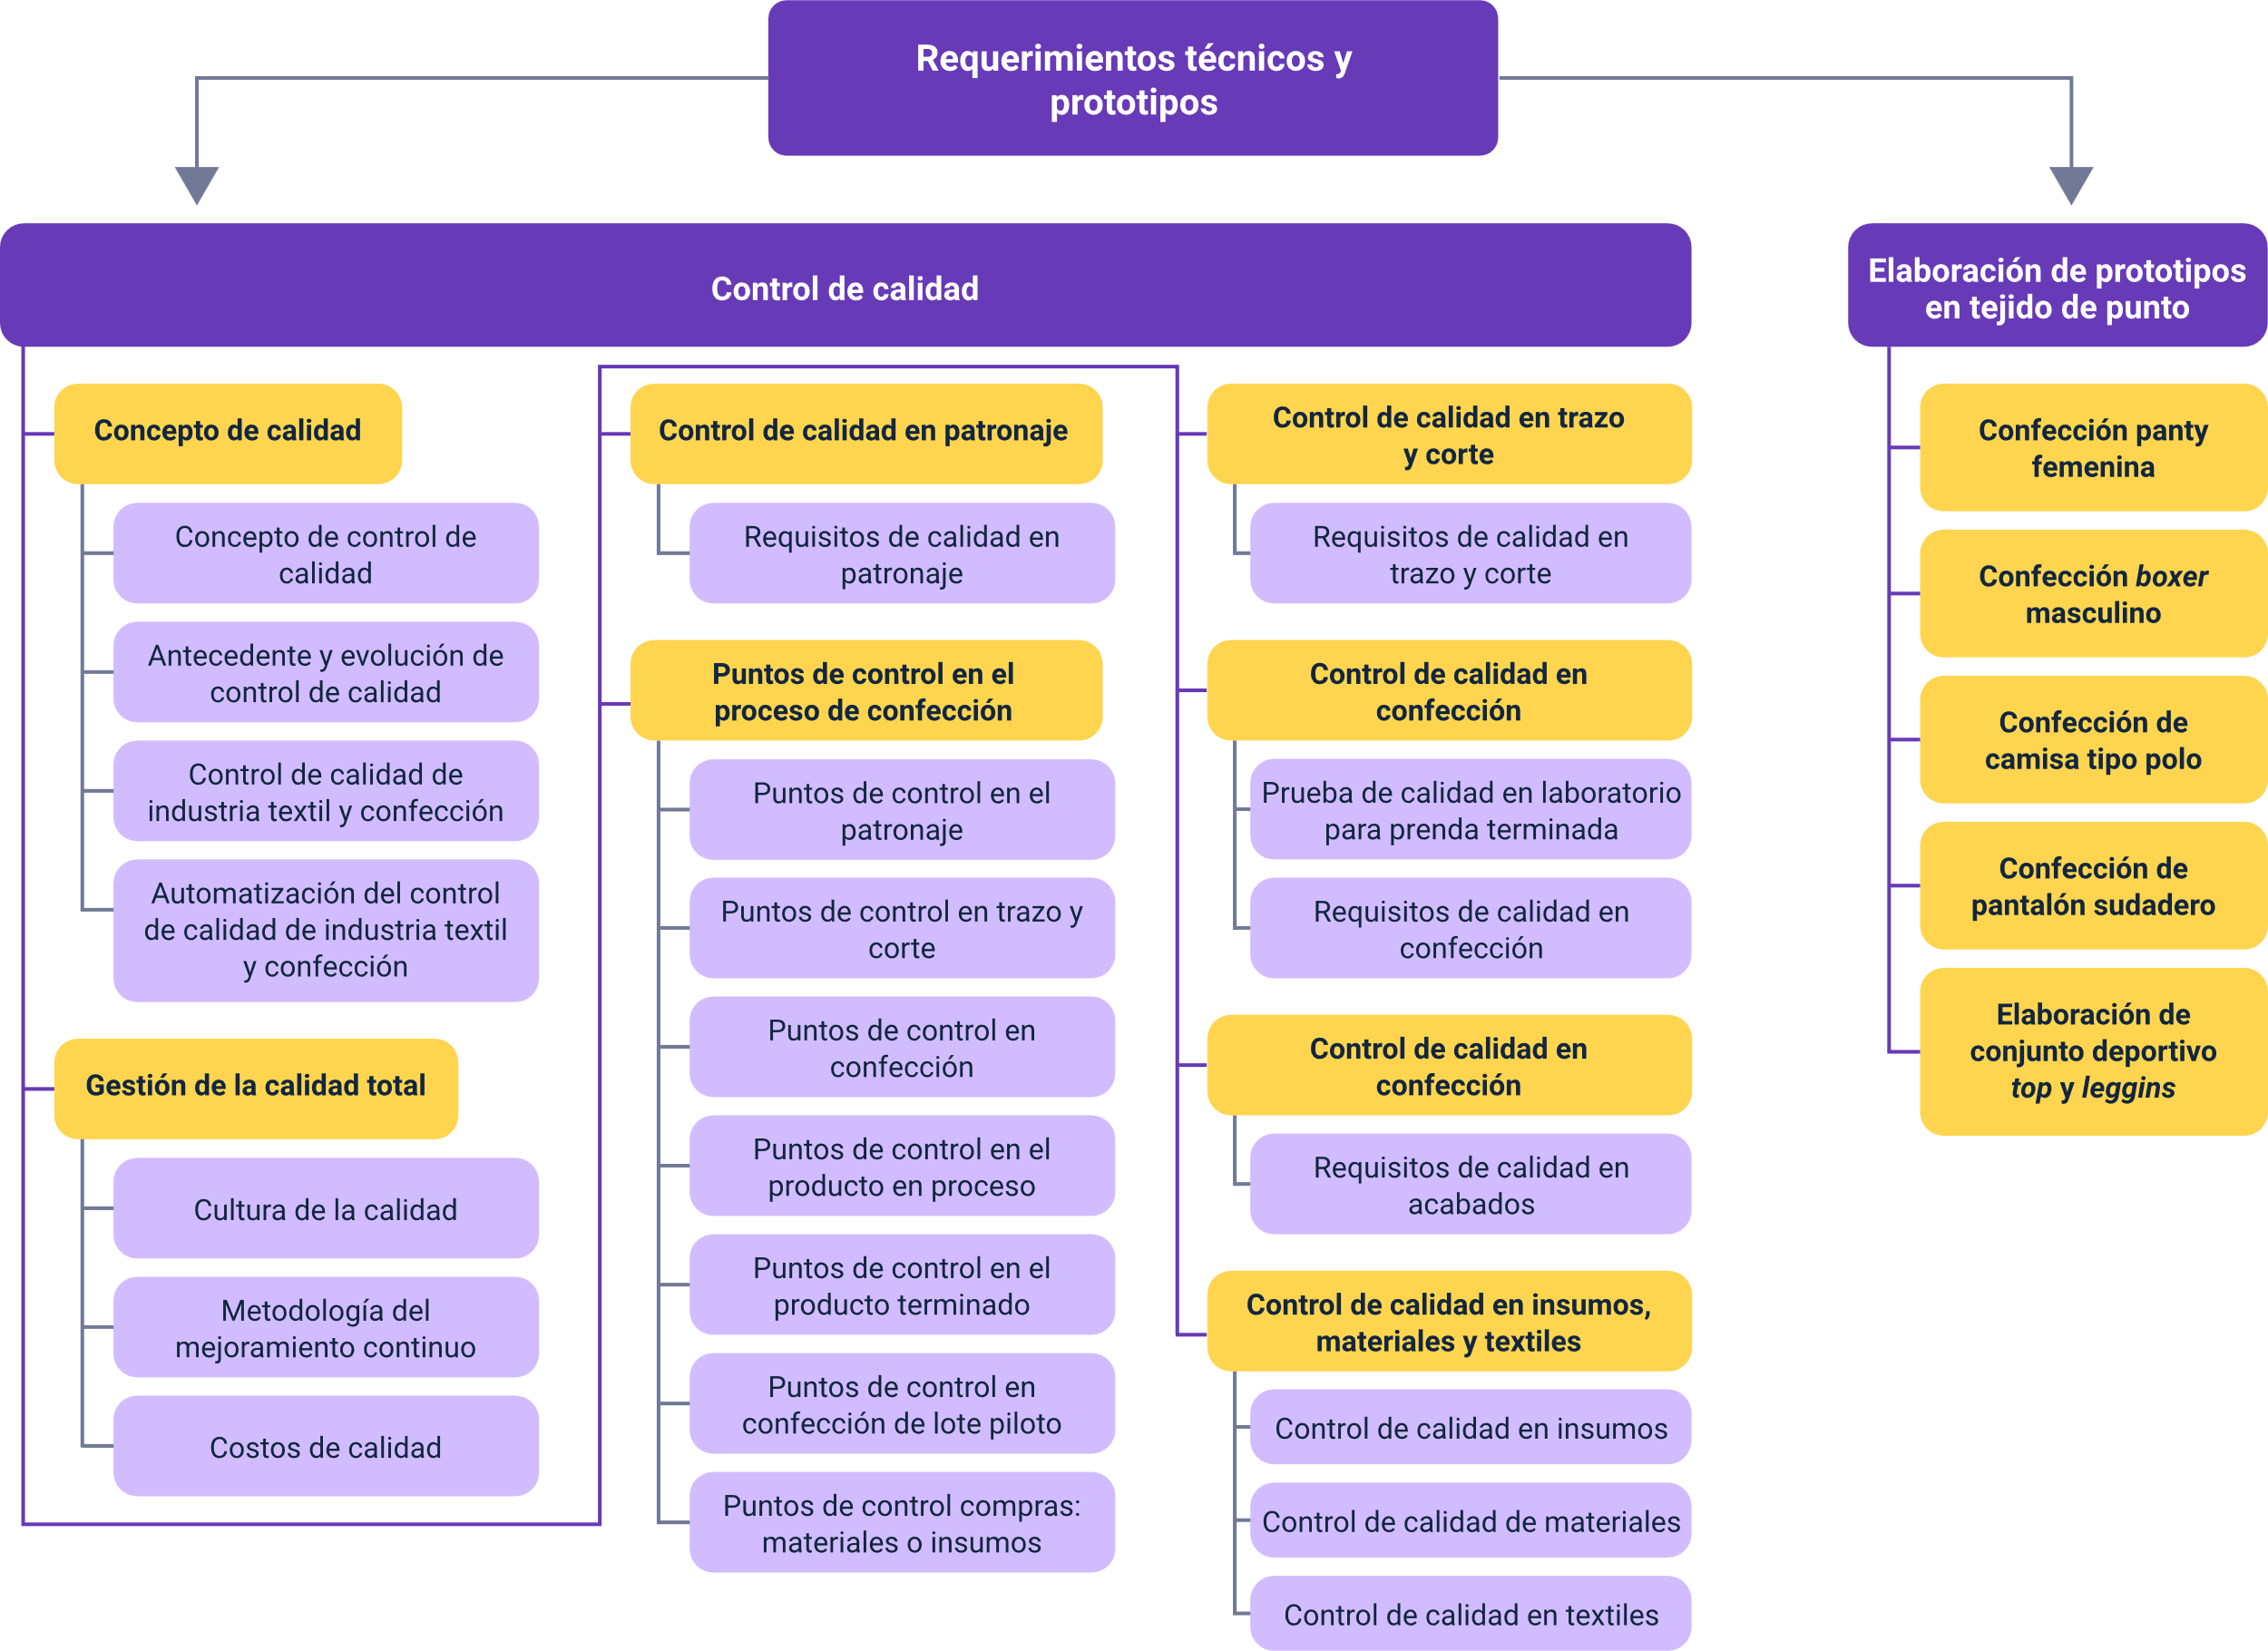 Requerimientos técnicos y
prototipos
Control de calidad
Concepto de calidad
Concepto de control de
calidad
Antecedente y evolución de
control de calidad
Control de calidad de
industria textil y confección
Automatización del control
de calidad de industria textil
y confección
Gestión de la calidad total
Cultura de la calidad
Metodología del
mejoramiento continuo
Costos de calidad
Control de calidad en patronaje
Requisitos de calidad en
patronaje
Puntos de control en el
proceso de confección
Puntos de control en el
patronaje
Puntos de control en trazo y
corte
Puntos de control en
confección
Puntos de control en el
producto en proceso
Puntos de control en el
producto terminado
Puntos de control en
confección de lote piloto
Puntos de control compras:
materiales o insumos
Control de calidad en trazo
y corte
Requisitos de calidad en
trazo y corte
Control de calidad en
confección
Prueba de calidad en laboratorio
para prenda terminada
Requisitos de calidad en
confección
Control de calidad en
confección
Requisitos de calidad en
acabados
Control de calidad en insumos,
materiales y textiles
Control de calidad en insumos
Control de calidad de materiales
Control de calidad en textiles
Elaboración de prototipos
en tejido de punto
Confección panty
femenina
Confección boxer
masculino
Confección de
camisa tipo polo
Confección de
pantalón sudadero
Elaboración de
conjunto deportivo
top y leggins